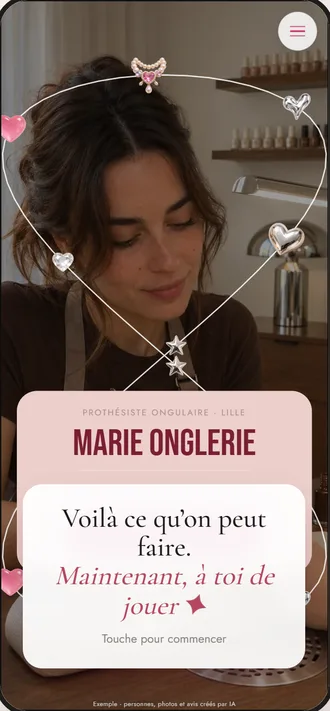 PROTHÉSISTE ONGULAIRE - LILLE
MARIE ONGLERIE
Voilà ce qu'on peut
faire.
Maintenant, à toi de
jouer ✦
Touche pour commencer
Exemple - personnes, photos et avis créés par IA